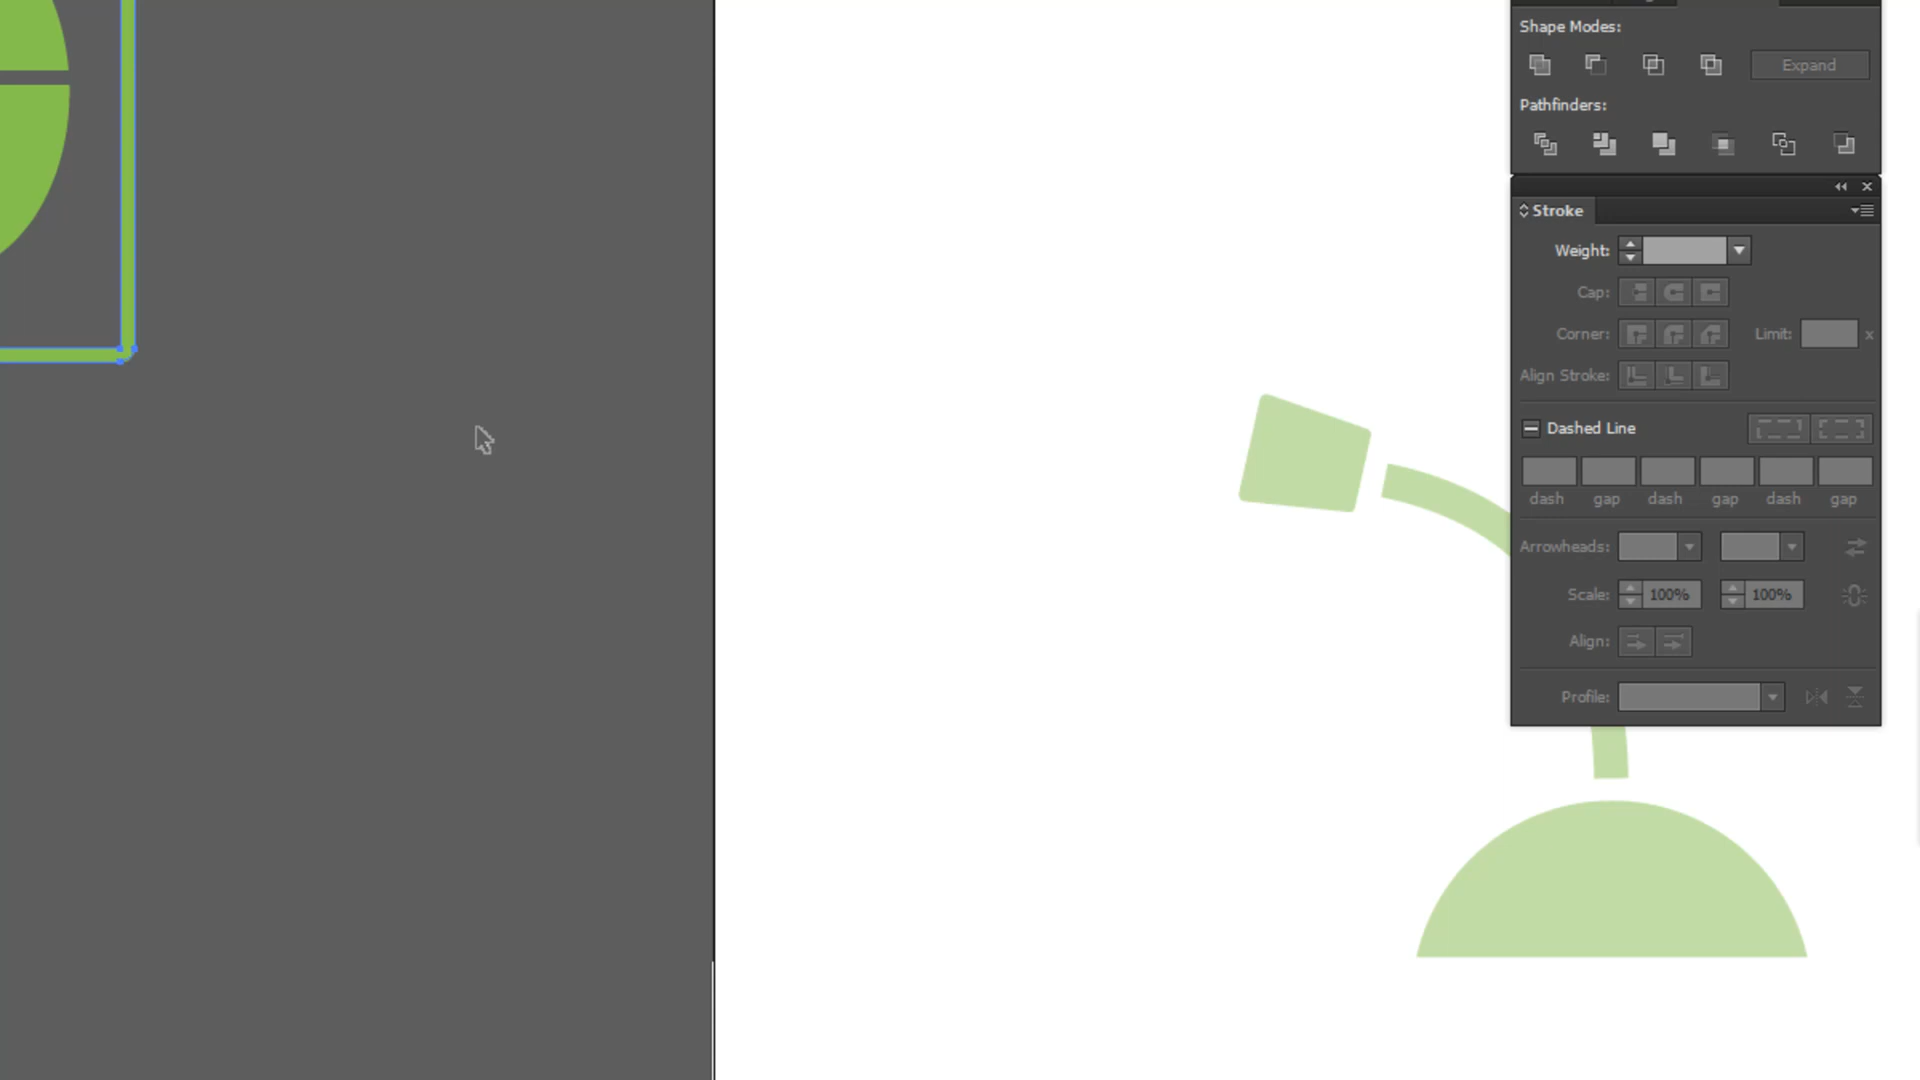 Shape Modes:
Expand
Pathfinders:
Stroke
Weight:
Cap:
Corner:
Limit:
x
Align Stroke:
Dashed Line
dash gap dash gap dash gap
Arrowheads:
Scale: 100% 100%
Align:
Profile: